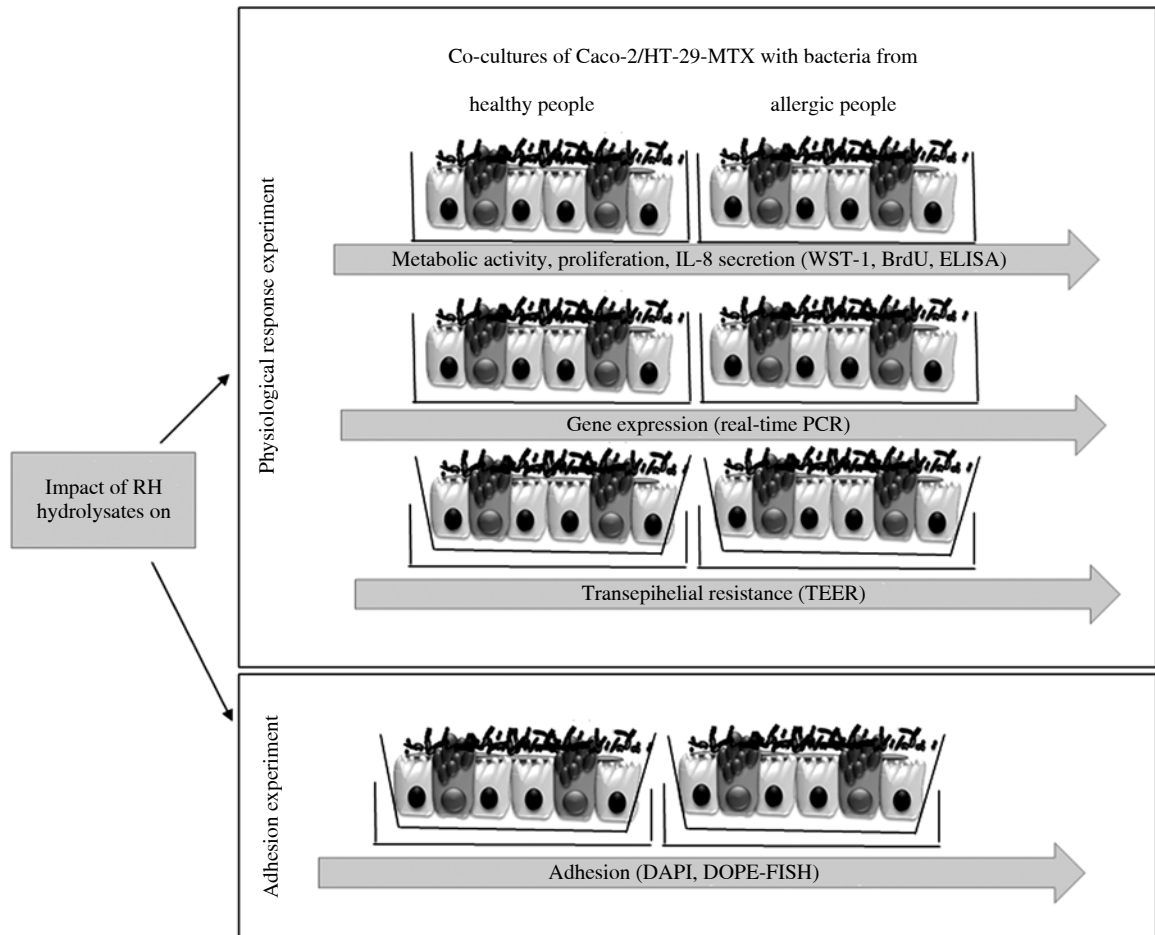 Co-cultures of Caco-2/HT-29-MTX with bacteria from
healthy people
allergic people
Physiological response experiment
Metabolic activity, proliferation, IL-8 secretion (WST-1, BrdU, ELISA)
Gene expression (real-time PCR)
Transepihelial resistance (TEER)
Impact of RH
hydrolysates on
Adhesion experiment
Adhesion (DAPI, DOPE-FISH)